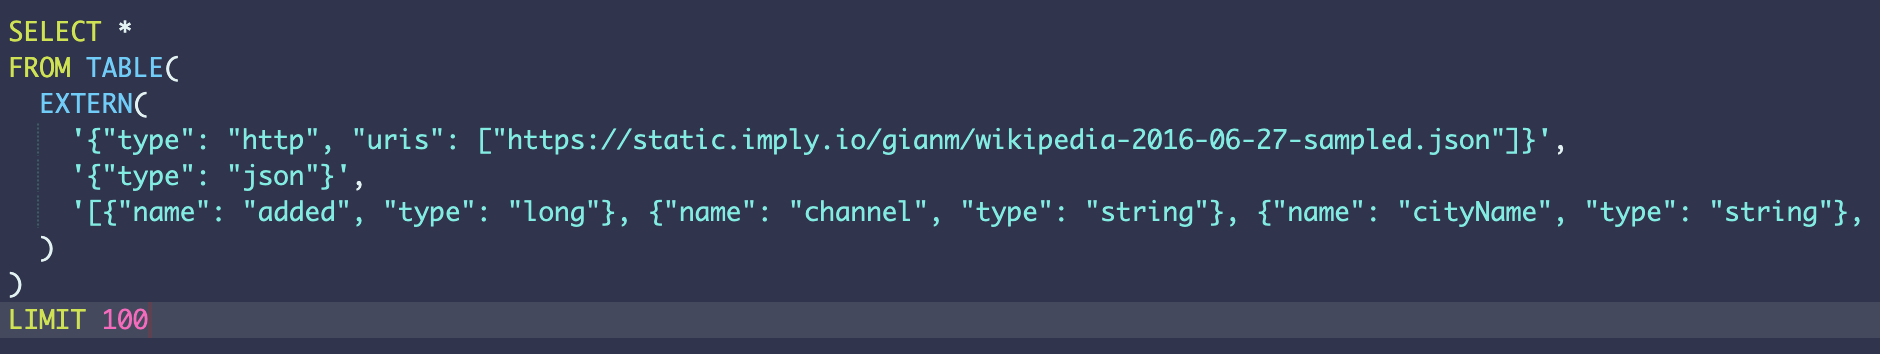 SELECT *
FROM TABLE(
  EXTERN(
    '{"type": "http", "uris": ["https://static.imply.io/gianm/wikipedia-2016-06-27-sampled.json"]}',
    '{"type": "json"}',
    '[{"name": "added", "type": "long"}, {"name": "channel", "type": "string"}, {"name": "cityName", "type": "string"},
  )
)
LIMIT 100